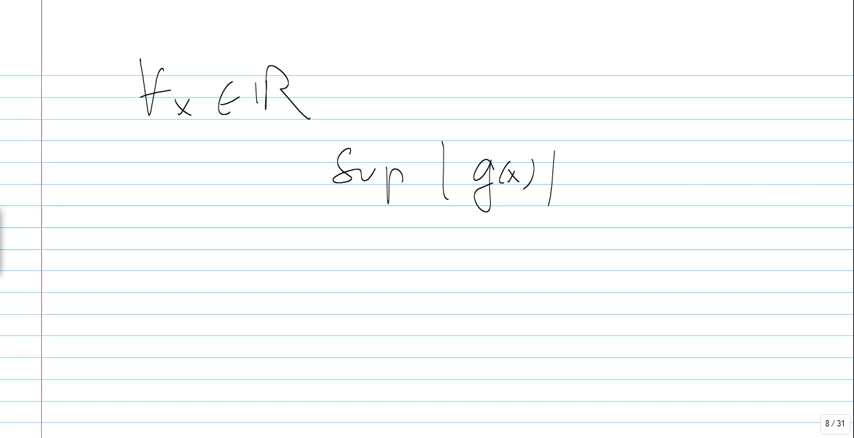 ∀x ∈ ℝ
Sup |g(x)|
8 / 31